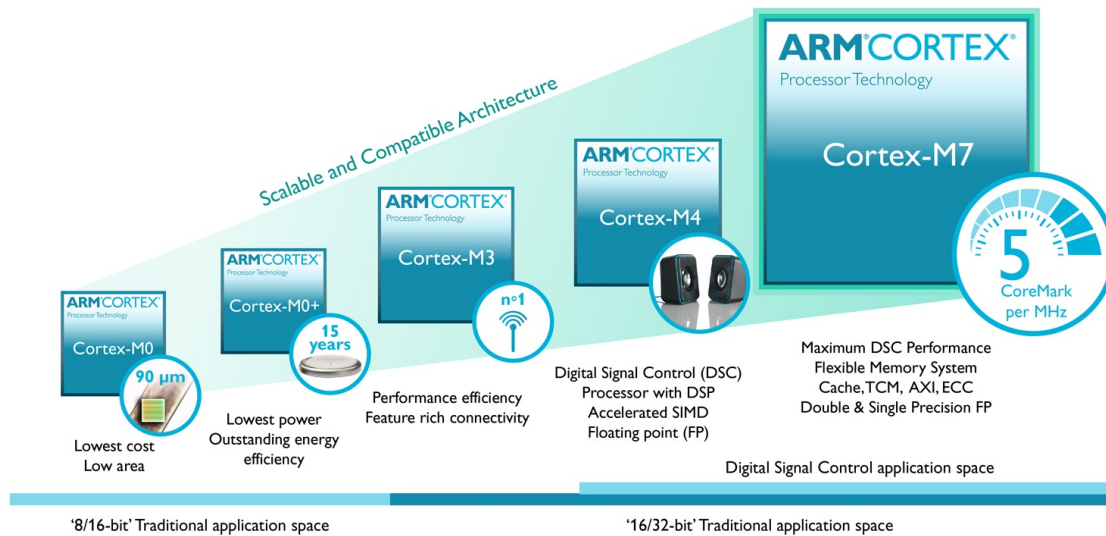 Scalable and Compatible Architecture
ARM®CORTEX®
Processor Technology
Cortex-M0
90 µm
Lowest cost
Low area
ARM®CORTEX®
Processor Technology
Cortex-M0+
15
years
Lowest power
Outstanding energy
efficiency
ARM®CORTEX®
Processor Technology
Cortex-M3
nº1
Performance efficiency
Feature rich connectivity
ARM®CORTEX®
Processor Technology
Cortex-M4
Digital Signal Control (DSC)
Processor with DSP
Accelerated SIMD
Floating point (FP)
ARM®CORTEX®
Processor Technology
Cortex-M7
5
CoreMark
per MHz
Maximum DSC Performance
Flexible Memory System
Cache, TCM, AXI, ECC
Double & Single Precision FP
Digital Signal Control application space
‘8/16-bit’ Traditional application space
‘16/32-bit’ Traditional application space